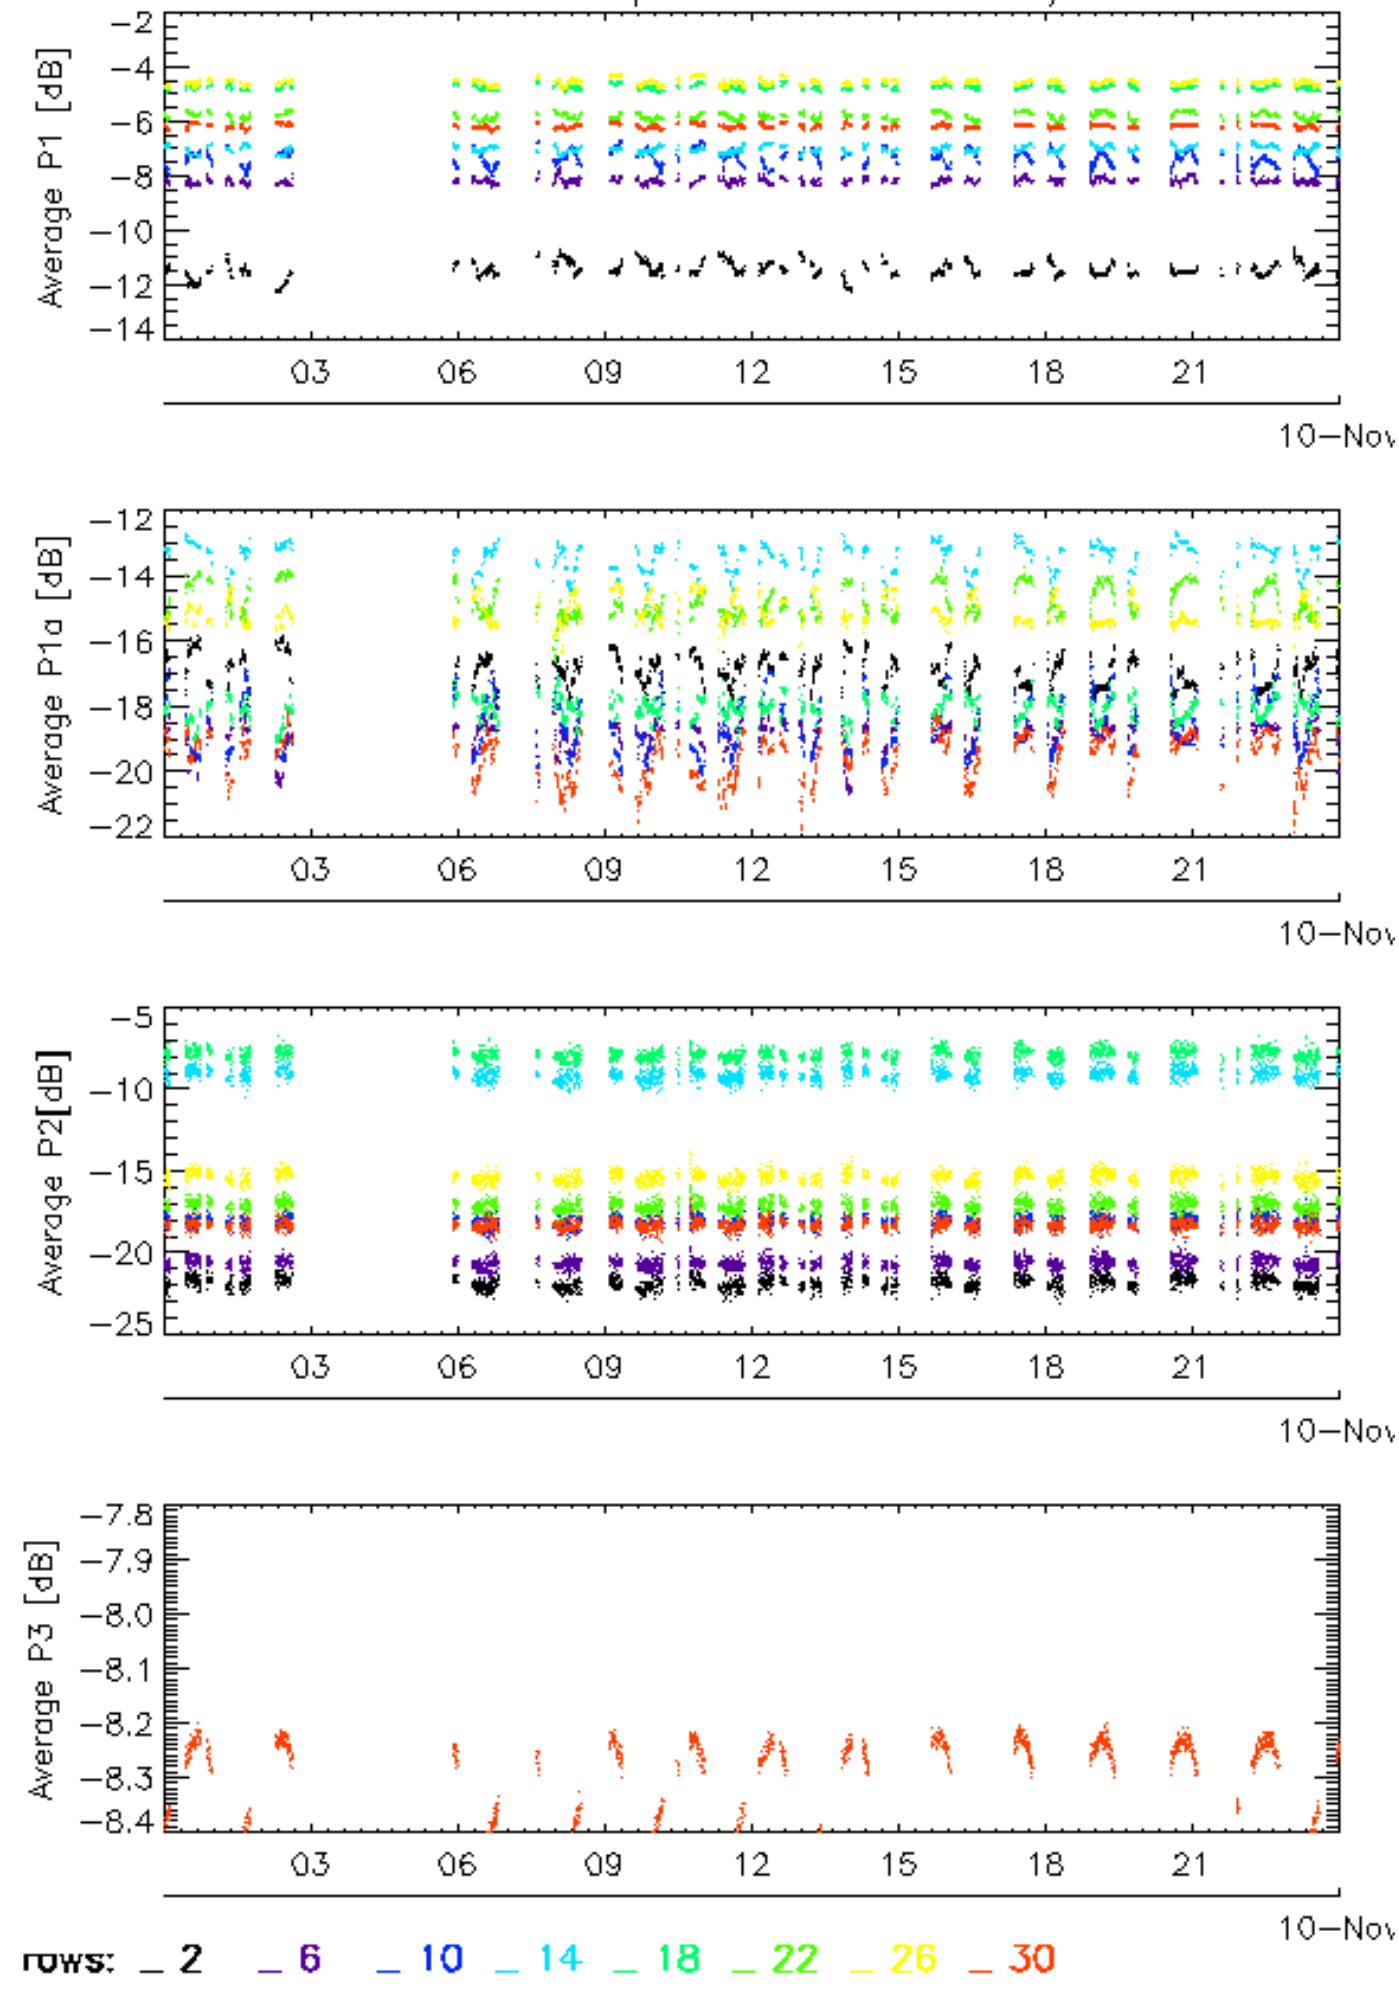 Average P1 [dB]
−2
−4
−6
−8
−10
−12
−14
03 06 09 12 15 18 21
10−Nov
Average P1a [dB]
−12
−14
−16
−18
−20
−22
03 06 09 12 15 18 21
10−Nov
Average P2[dB]
−5
−10
−15
−20
−25
03 06 09 12 15 18 21
10−Nov
Average P3 [dB]
−7.8
−7.9
−8.0
−8.1
−8.2
−8.3
−8.4
03 06 09 12 15 18 21
10−Nov
rows: _ 2 _ 6 _ 10 _ 14 _ 18 _ 22 _ 26 _ 30